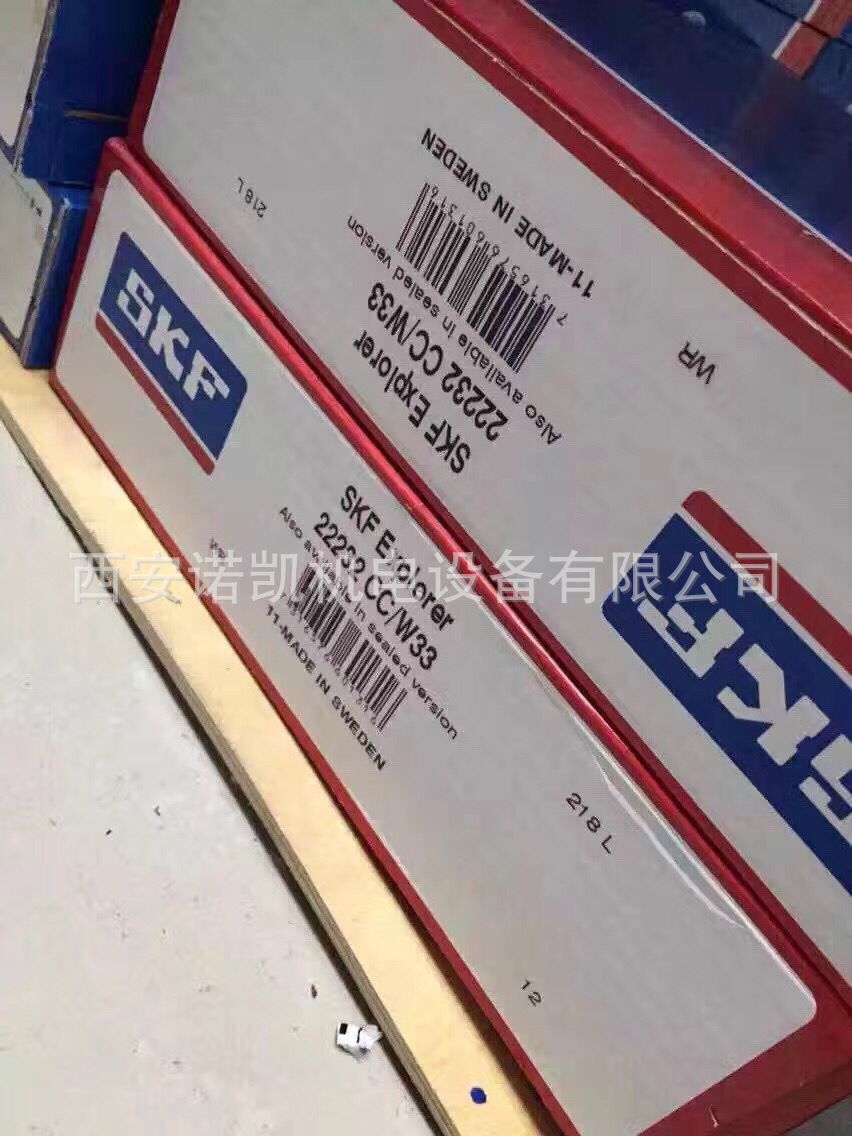 11-MADE IN SWEDEN
Also available in sealed version
22232 CC/W33
SKF Explorer
218 L
WR
SKF
SKF
SKF Explorer
22232 CC/W33
Also available in sealed version
11-MADE IN SWEDEN
218 L
12
西安诺凯机电设备有限公司